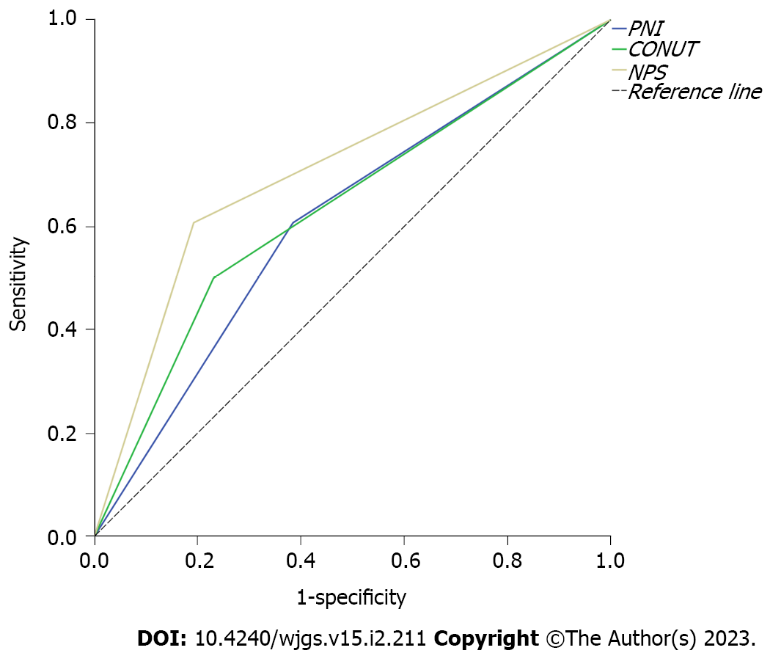 1.0
0.8
0.6
0.4
0.2
0.0
Sensitivity
0.0 0.2 0.4 0.6 0.8 1.0
1-specificity
PNI
CONUT
NPS
Reference line
DOI: 10.4240/wjgs.v15.i2.211 Copyright ©The Author(s) 2023.